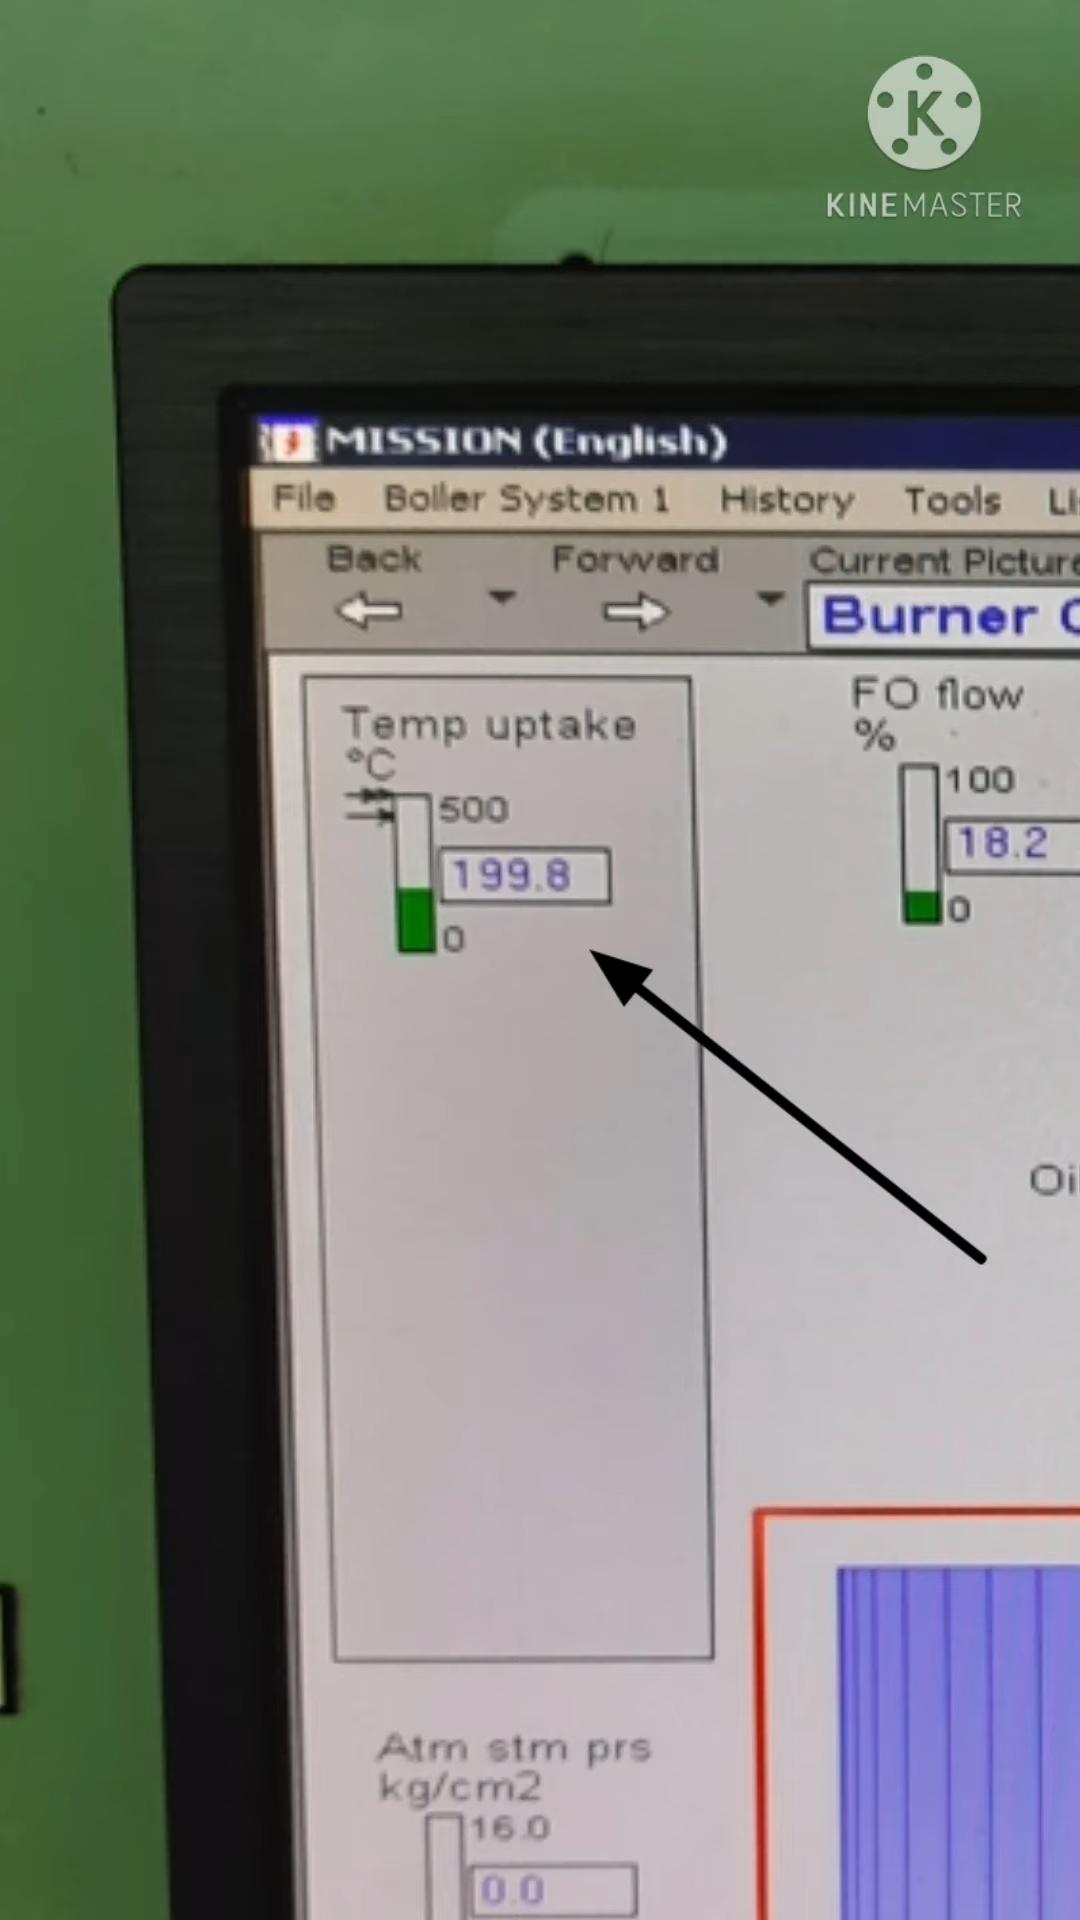 K
KINEMASTER
MISSION (English)
File Boiler System 1 History Tools
Back Forward Current Picture
Burner
Temp uptake
°C
500
199.8
0
FO flow
%
100
18.2
0
Atm stm prs
kg/cm2
16.0
0.0